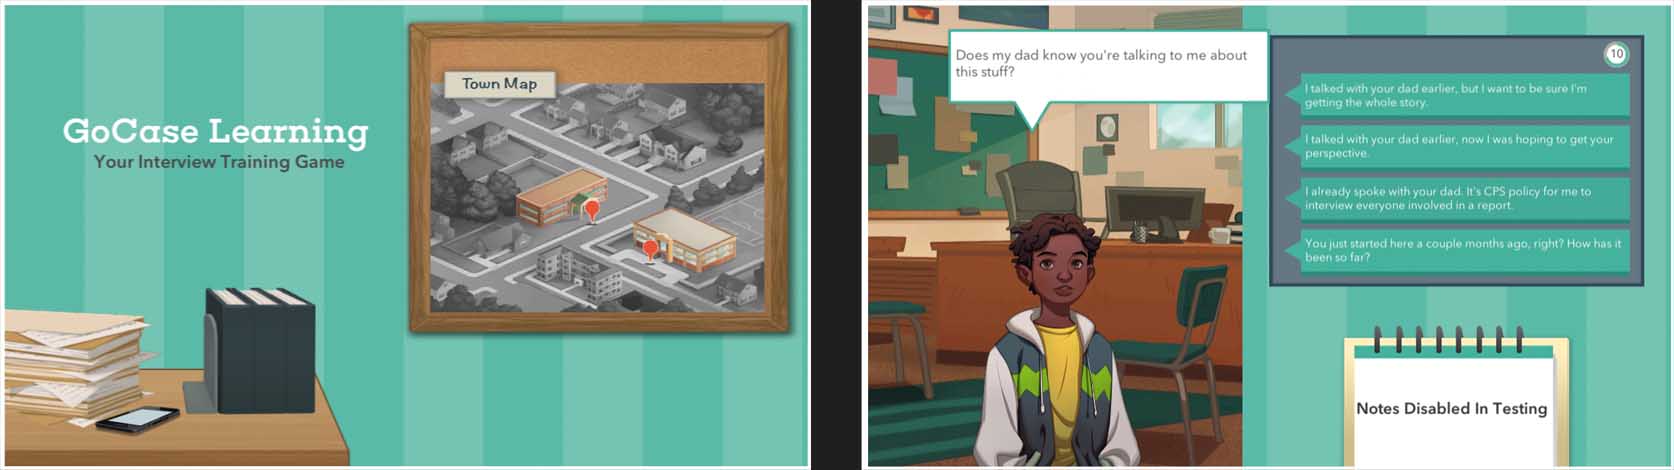 GoCase Learning
Your Interview Training Game
Town Map
Does my dad know you're talking to me about
this stuff?
10
I talked with your dad earlier, but I want to be sure I'm
getting the whole story.
I talked with your dad earlier, now I was hoping to get your
perspective.
I already spoke with your dad. It's CPS policy for me to
interview everyone involved in a report.
You just started here a couple months ago, right? How has it
been so far?
Notes Disabled In Testing